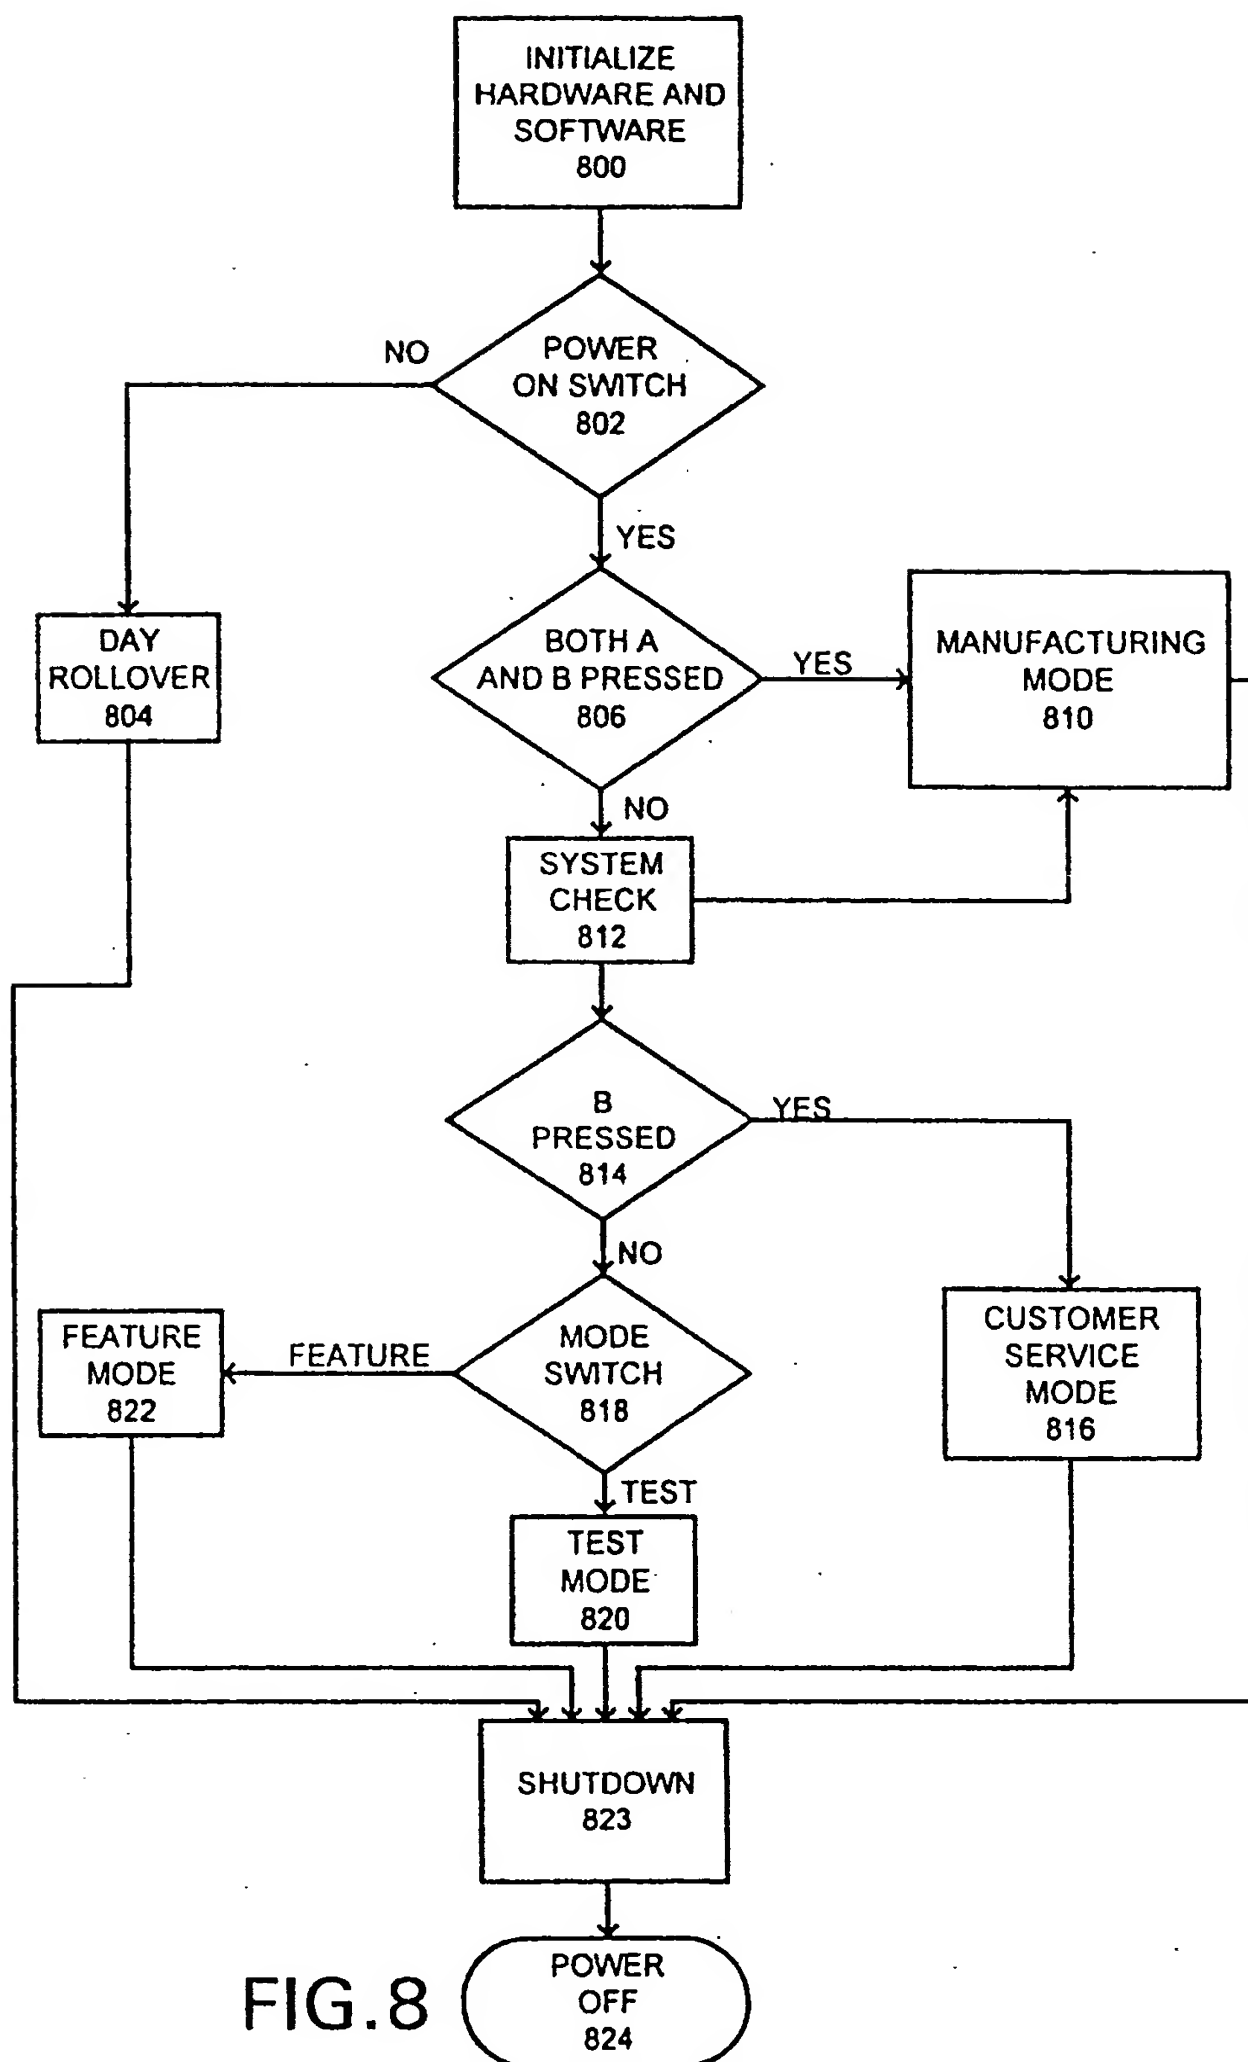 INITIALIZE
HARDWARE AND
SOFTWARE
800
NO
POWER
ON SWITCH
802
YES
DAY
ROLLOVER
804
BOTH A
AND B PRESSED
806
YES
MANUFACTURING
MODE
810
NO
SYSTEM
CHECK
812
B
PRESSED
814
YES
NO
FEATURE
MODE
822
FEATURE
MODE
SWITCH
818
CUSTOMER
SERVICE
MODE
816
TEST
TEST
MODE
820
SHUTDOWN
823
POWER
OFF
824
FIG.8